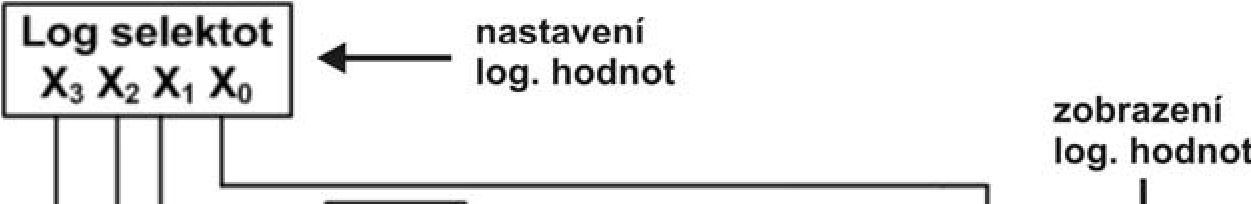 Log selektot
X₃ X₂ X₁ X₀
nastavení
log. hodnot
zobrazení
log. hodnot